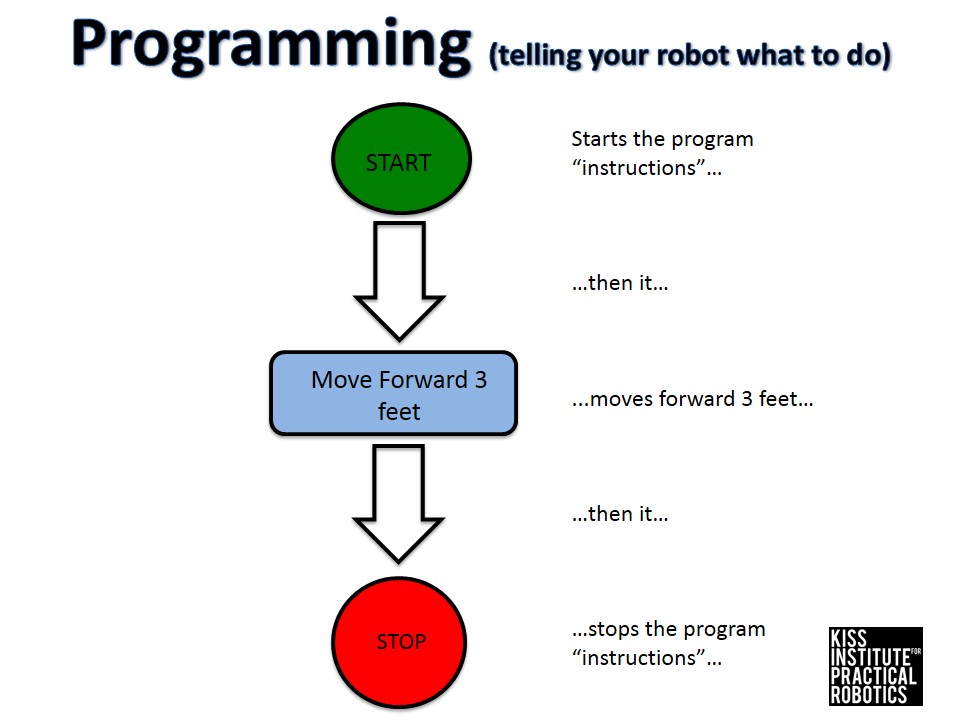 Programming (telling your robot what to do)
START
Starts the program
“instructions”…
…then it…
Move Forward 3
feet
...moves forward 3 feet…
…then it…
STOP
…stops the program
“instructions”…
KISS
INSTITUTE FOR
PRACTICAL
ROBOTICS